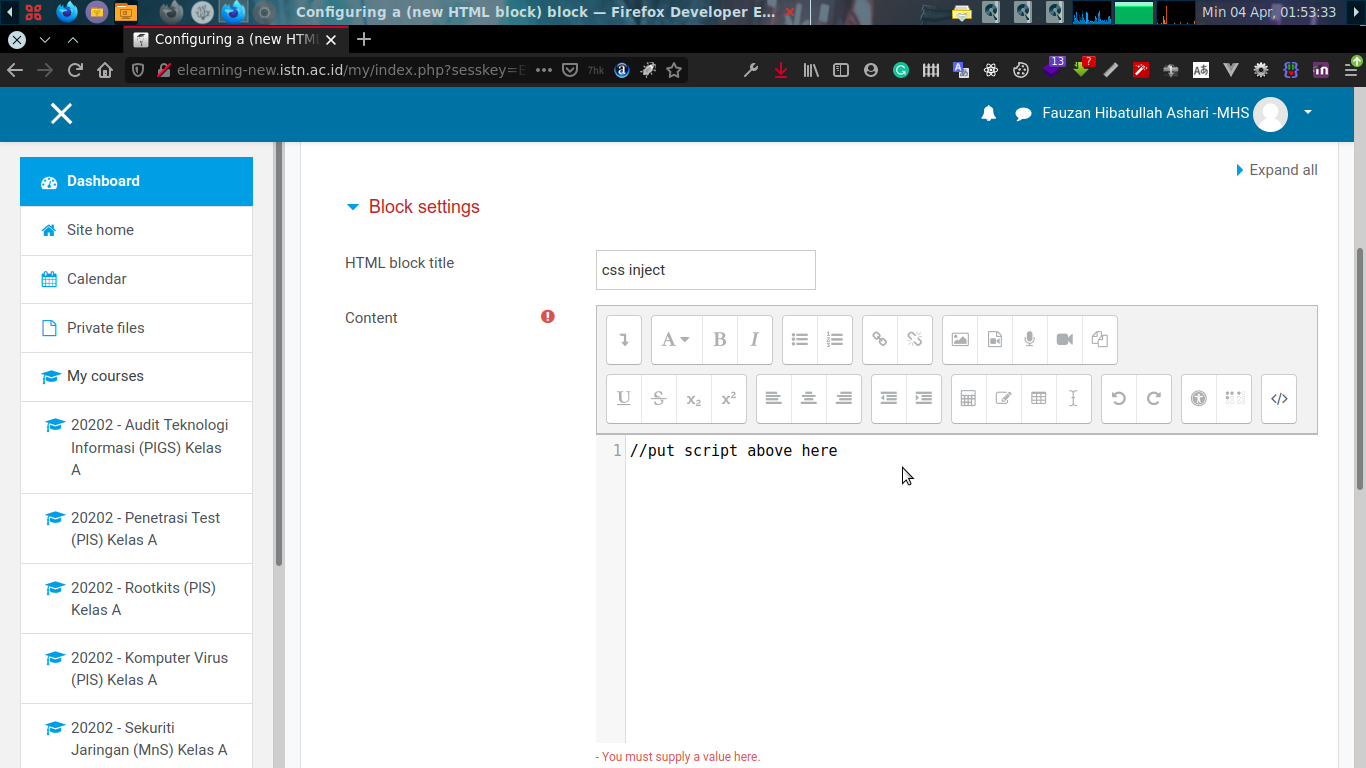 Configuring a (new HTML block) block — Firefox Developer E...
Min 04 Apr, 01:53:33
Configuring a (new HTM
elearning-new.istn.ac.id/my/index.php?sesskey=E
7hk
13
?
Fauzan Hibatullah Ashari -MHS
Dashboard
Site home
Calendar
Private files
My courses
20202 - Audit Teknologi
Informasi (PIGS) Kelas
A
20202 - Penetrasi Test
(PIS) Kelas A
20202 - Rootkits (PIS)
Kelas A
20202 - Komputer Virus
(PIS) Kelas A
20202 - Sekuriti
Jaringan (MnS) Kelas A
Expand all
Block settings
HTML block title
css inject
Content
A B I
U S x₂ x²
</>
1 //put script above here
- You must supply a value here.